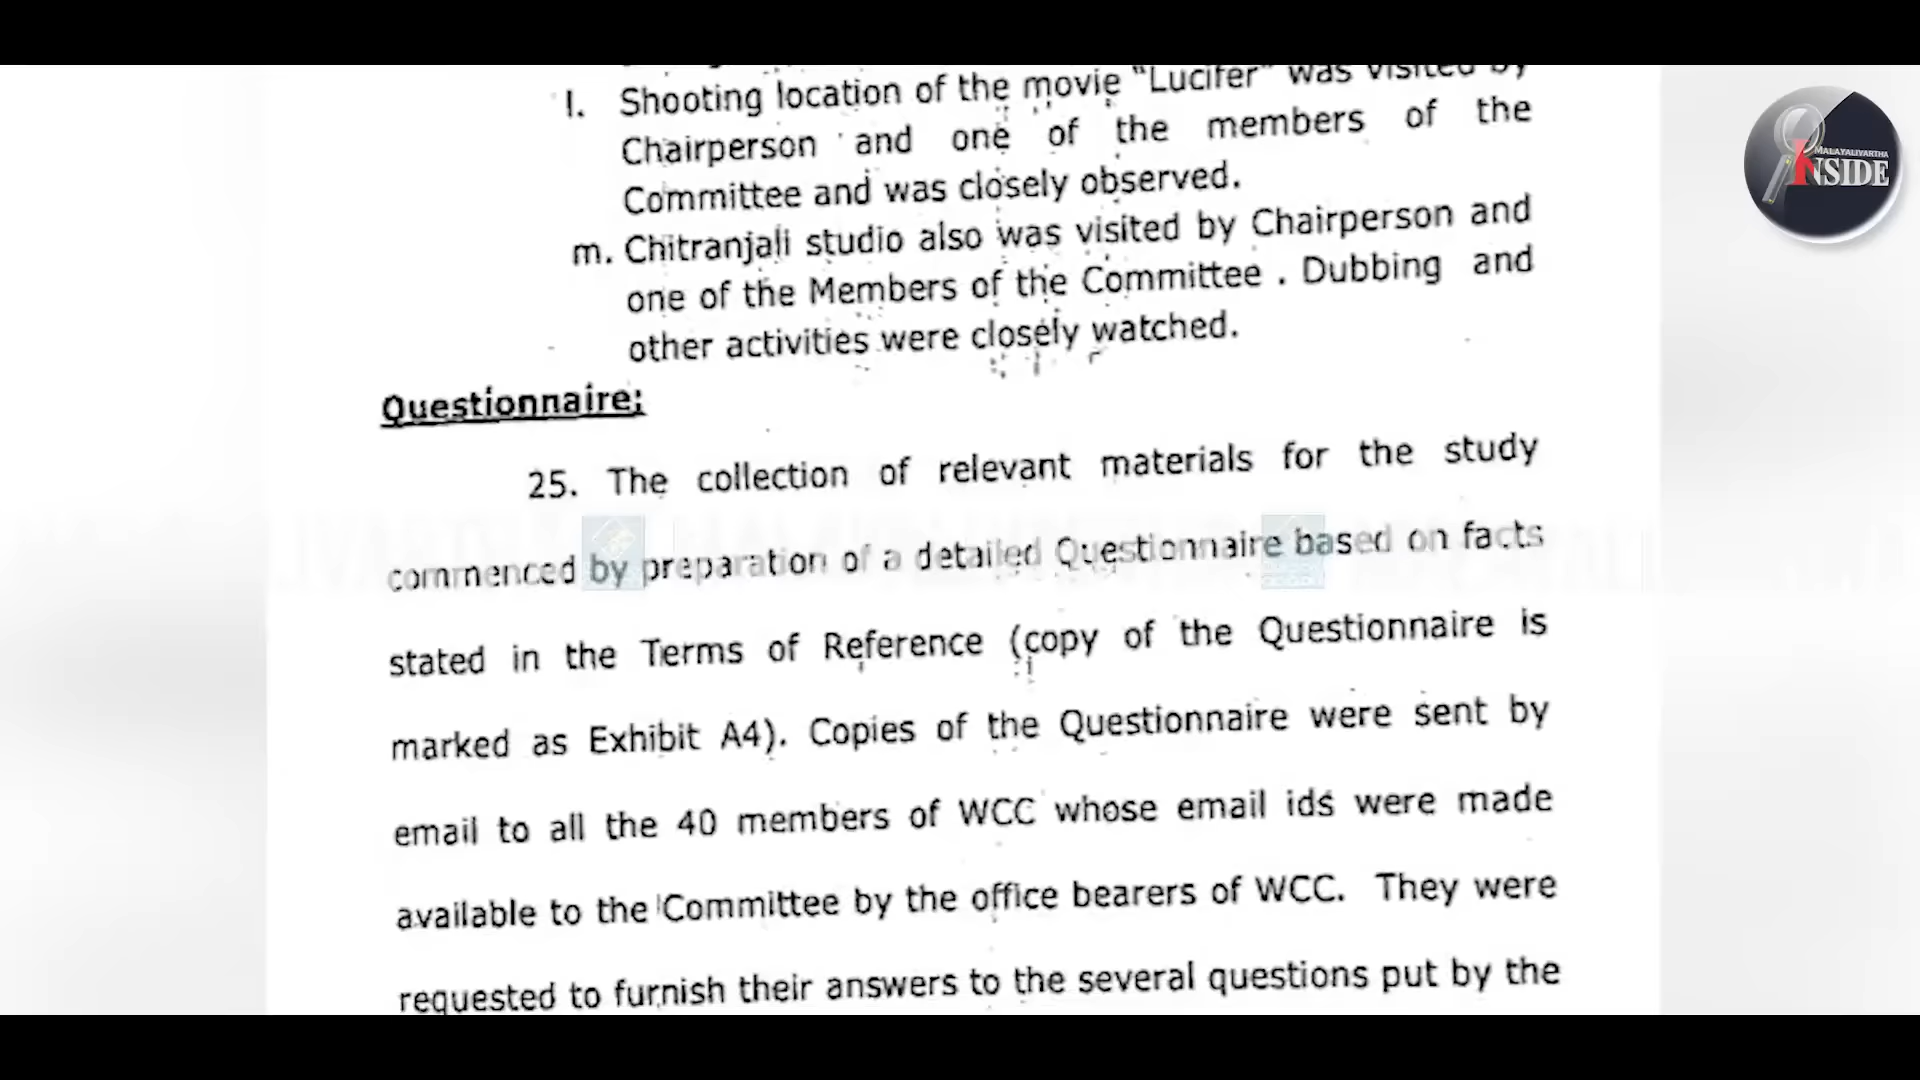 l. Shooting location of the movie "Lucifer" was visited by
Chairperson and one of the members of the
Committee and was closely observed.
m. Chitranjali studio also was visited by Chairperson and
one of the Members of the Committee . Dubbing and
other activities were closely watched.
Questionnaire;
25. The collection of relevant materials for the study
commenced by preparation of a detailed Questionnaire based on facts
stated in the Terms of Reference (copy of the Questionnaire is
marked as Exhibit A4). Copies of the Questionnaire were sent by
email to all the 40 members of WCC whose email ids were made
available to the Committee by the office bearers of WCC. They were
requested to furnish their answers to the several questions put by the
MALAYALIVARTHA
INSIDE